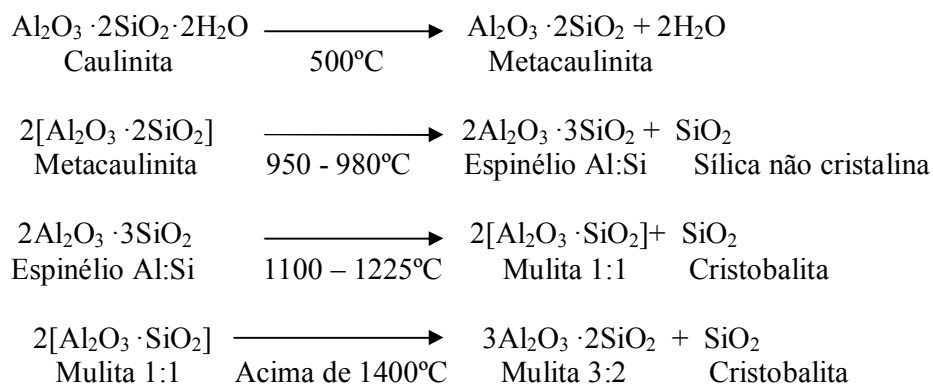 Al₂O₃ ·2SiO₂·2H₂O Al₂O₃ ·2SiO₂ + 2H₂O
Caulinita 500ºC Metacaulinita
2[Al₂O₃ ·2SiO₂] 2Al₂O₃ ·3SiO₂ + SiO₂
Metacaulinita 950 - 980ºC Espinélio Al:Si Sílica não cristalina
2Al₂O₃ ·3SiO₂ 2[Al₂O₃ ·SiO₂]+ SiO₂
Espinélio Al:Si 1100 – 1225ºC Mulita 1:1 Cristobalita
2[Al₂O₃ ·SiO₂] 3Al₂O₃ ·2SiO₂ + SiO₂
Mulita 1:1 Acima de 1400ºC Mulita 3:2 Cristobalita